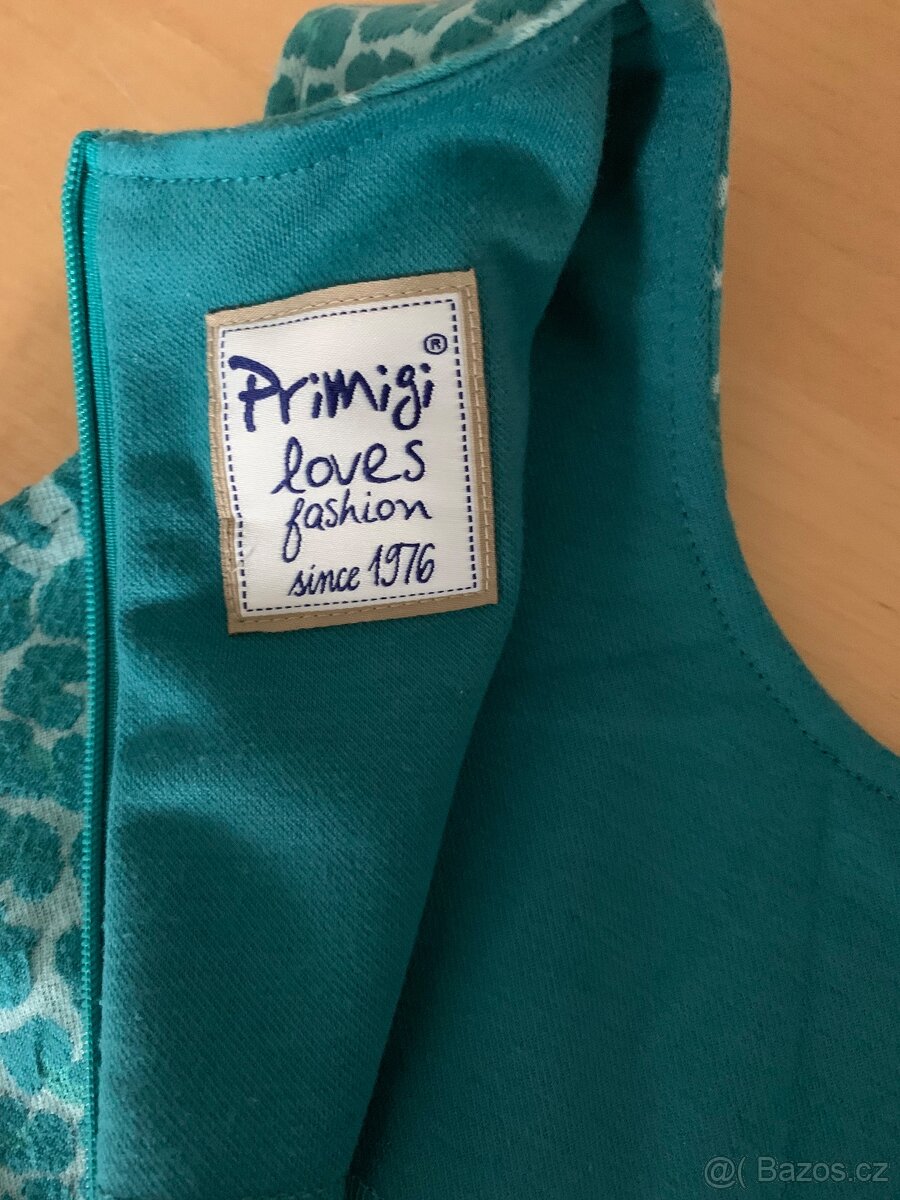 Primigi®
loves
fashion
since 1976
@( Bazos.cz